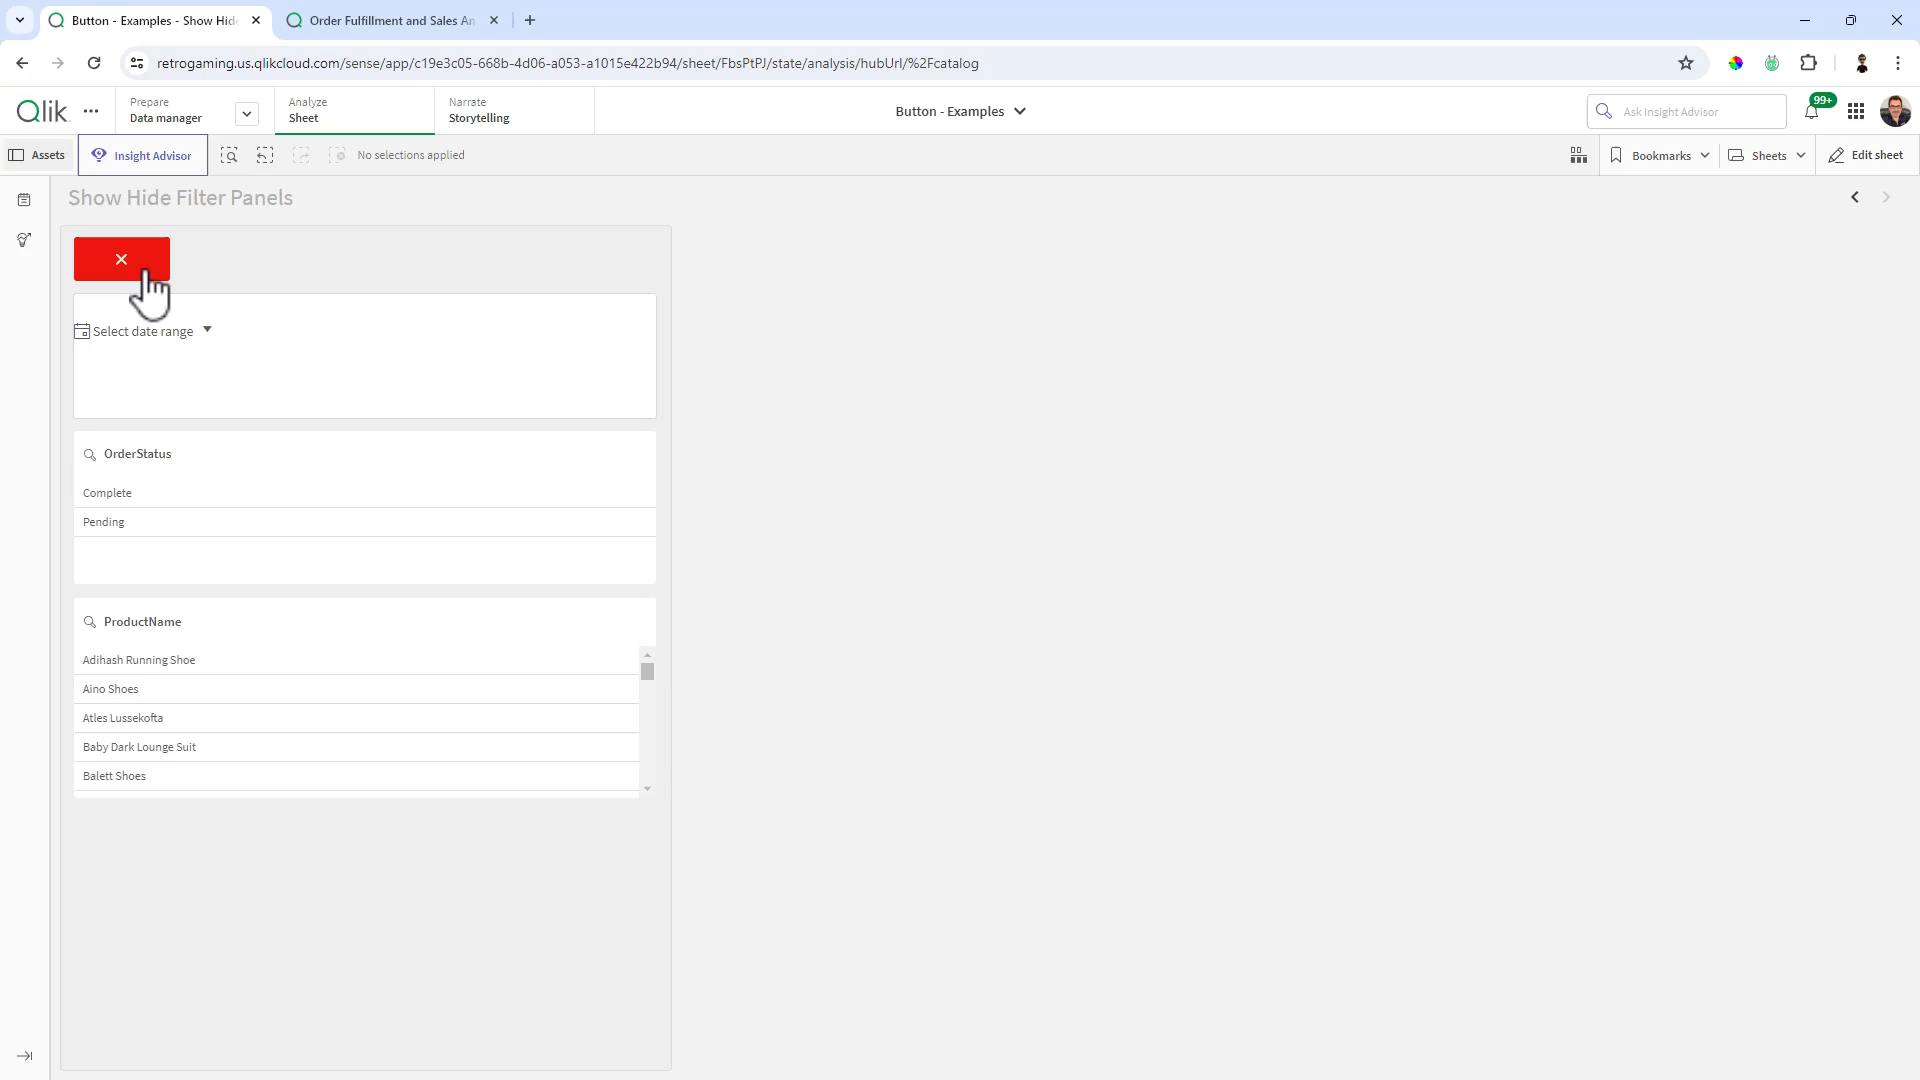 Button - Examples - Show Hid
Order Fulfillment and Sales An
retrogaming.us.qlikcloud.com/sense/app/c19e3c05-668b-4d06-a053-a1015e422b94/sheet/FbsPtPJ/state/analysis/hubUrl/%2Fcatalog
Qlik
Prepare
Data manager
Analyze
Sheet
Narrate
Storytelling
Button - Examples
Ask Insight Advisor
99+
Assets
Insight Advisor
No selections applied
Bookmarks
Sheets
Edit sheet
Show Hide Filter Panels
Select date range
OrderStatus
Complete
Pending
ProductName
Adihash Running Shoe
Aino Shoes
Atles Lussekofta
Baby Dark Lounge Suit
Balett Shoes